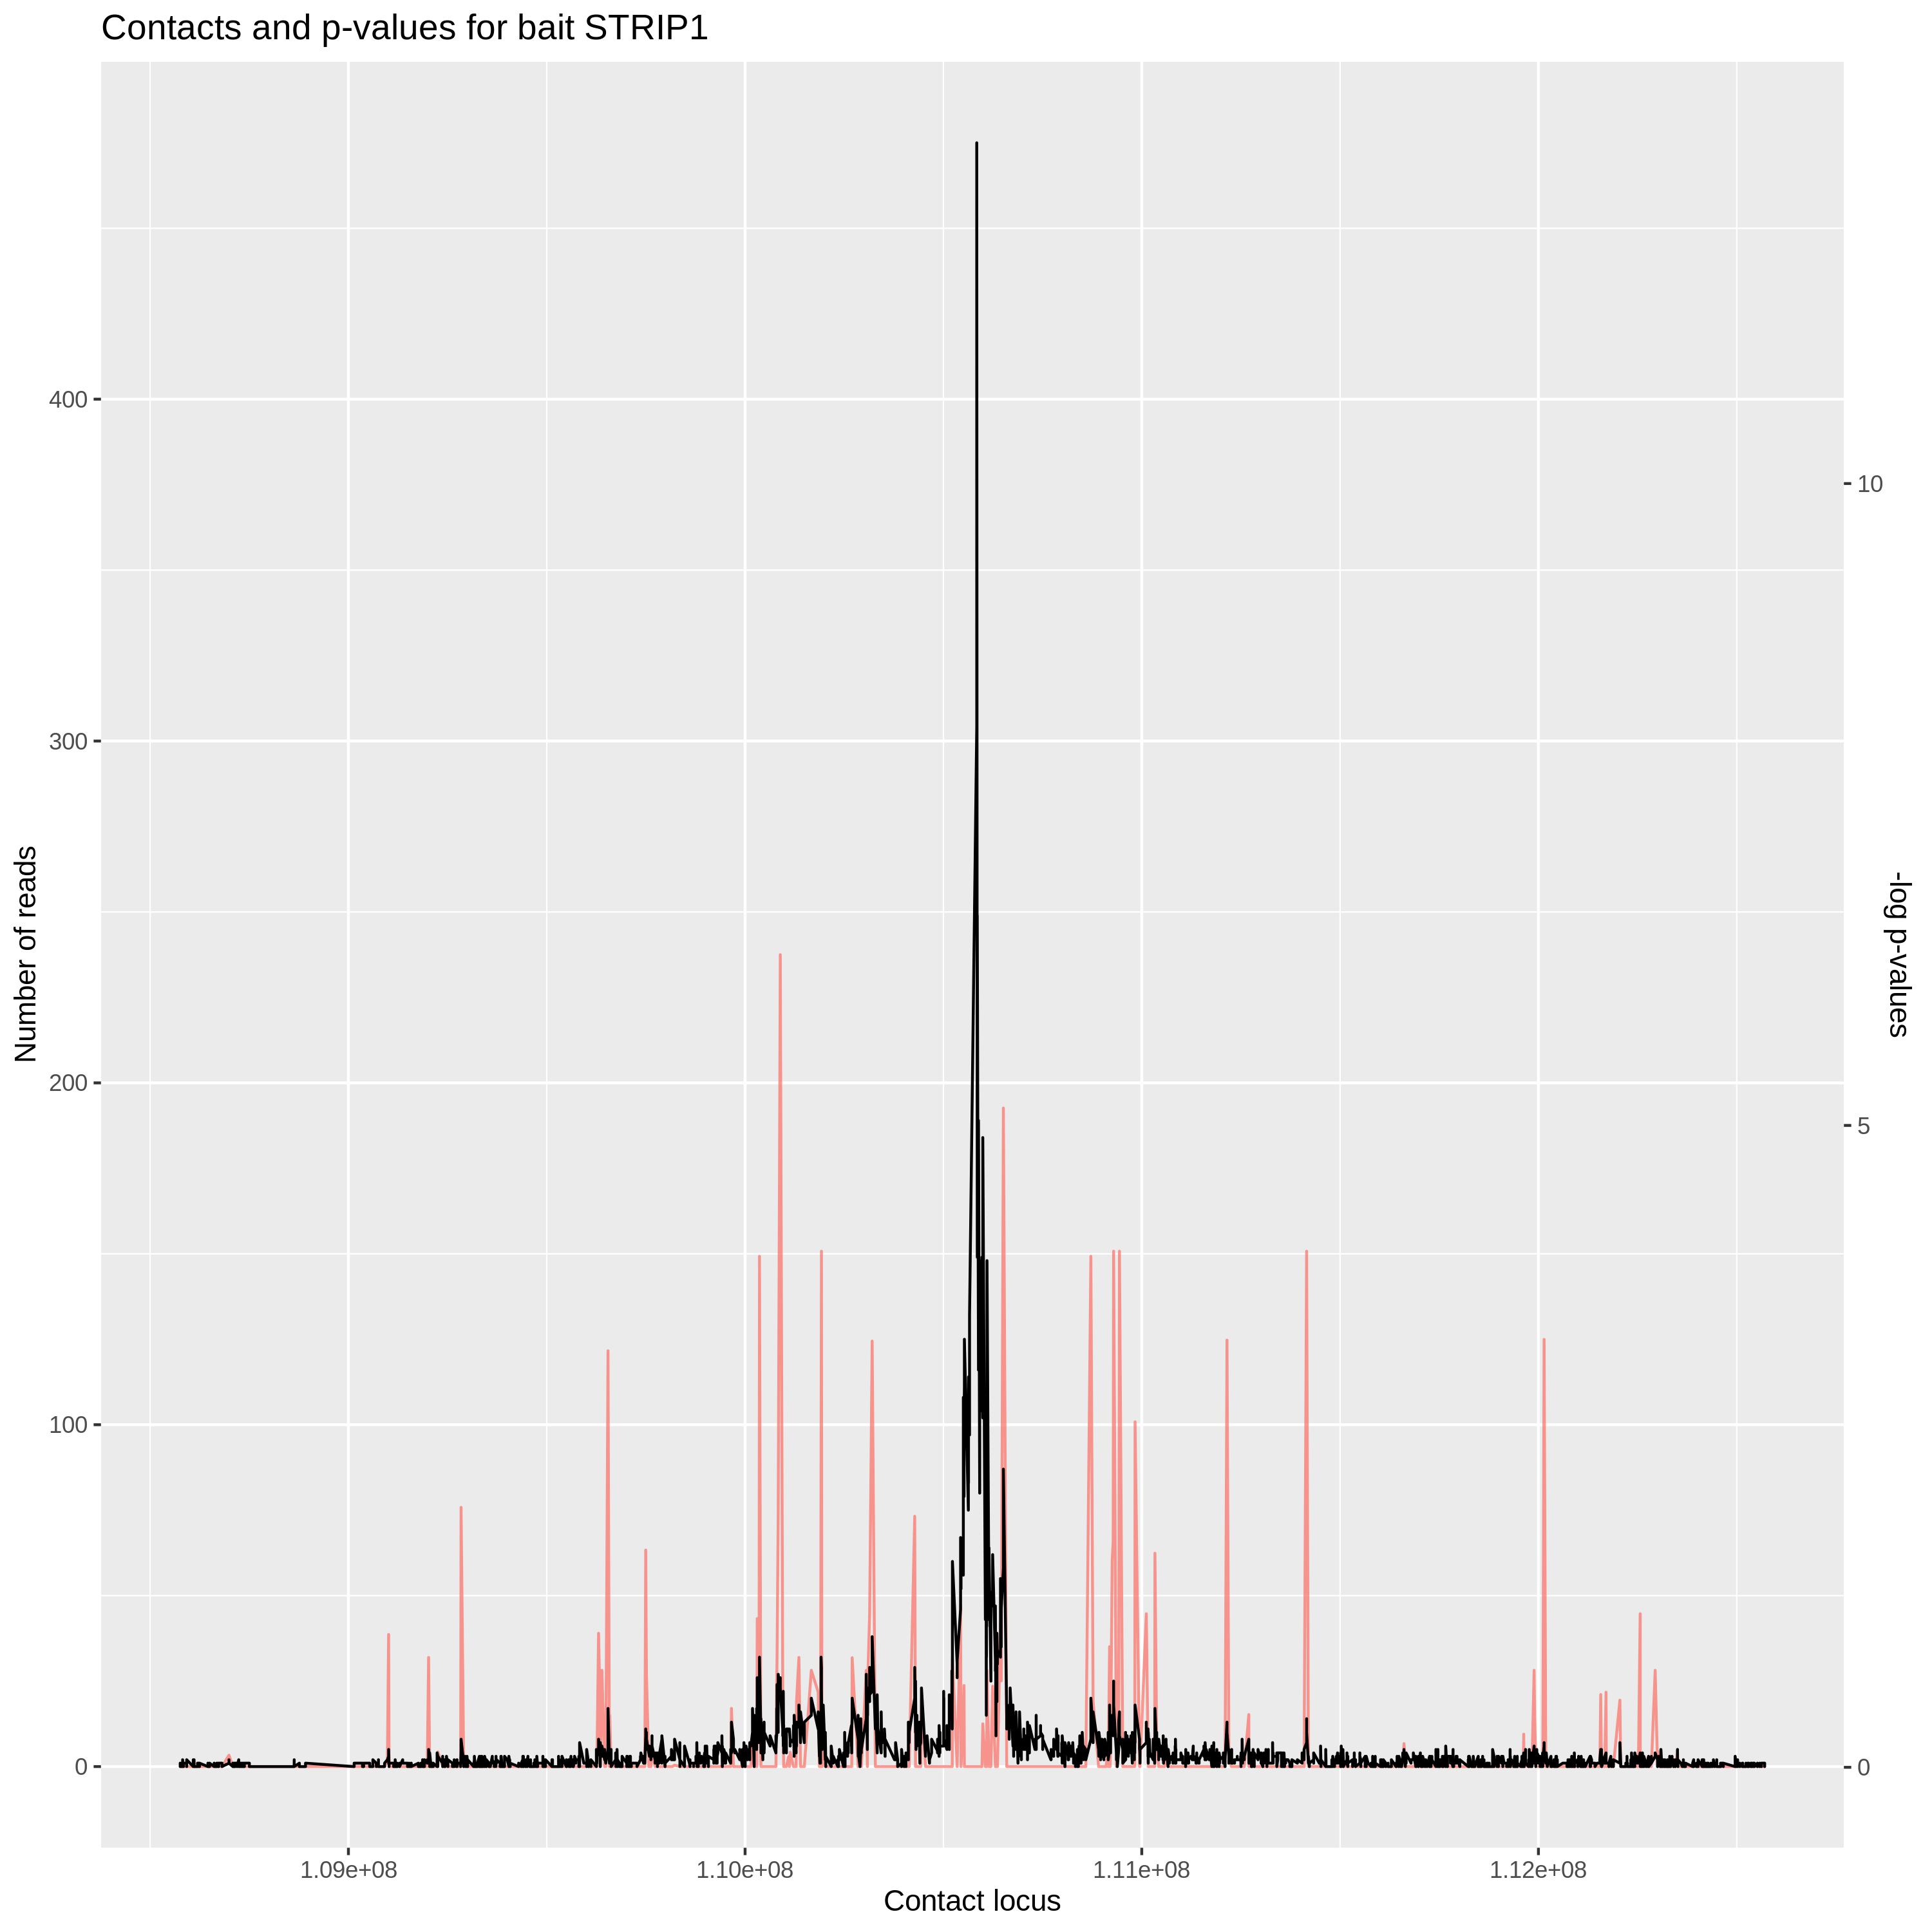 Contacts and p-values for bait STRIP1
400
300
200
100
0
Number of reads
10
5
0
-log p-values
1.09e+08
1.10e+08
1.11e+08
1.12e+08
Contact locus